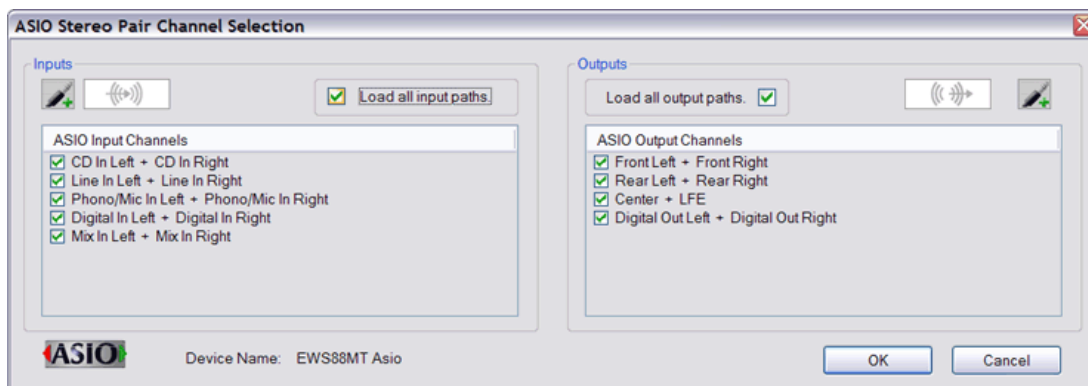 ASIO Stereo Pair Channel Selection
Inputs
Load all input paths.
ASIO Input Channels
CD In Left + CD In Right
Line In Left + Line In Right
Phono/Mic In Left + Phono/Mic In Right
Digital In Left + Digital In Right
Mix In Left + Mix In Right
Outputs
Load all output paths.
ASIO Output Channels
Front Left + Front Right
Rear Left + Rear Right
Center + LFE
Digital Out Left + Digital Out Right
ASIO
Device Name: EWS88MT Asio
OK
Cancel